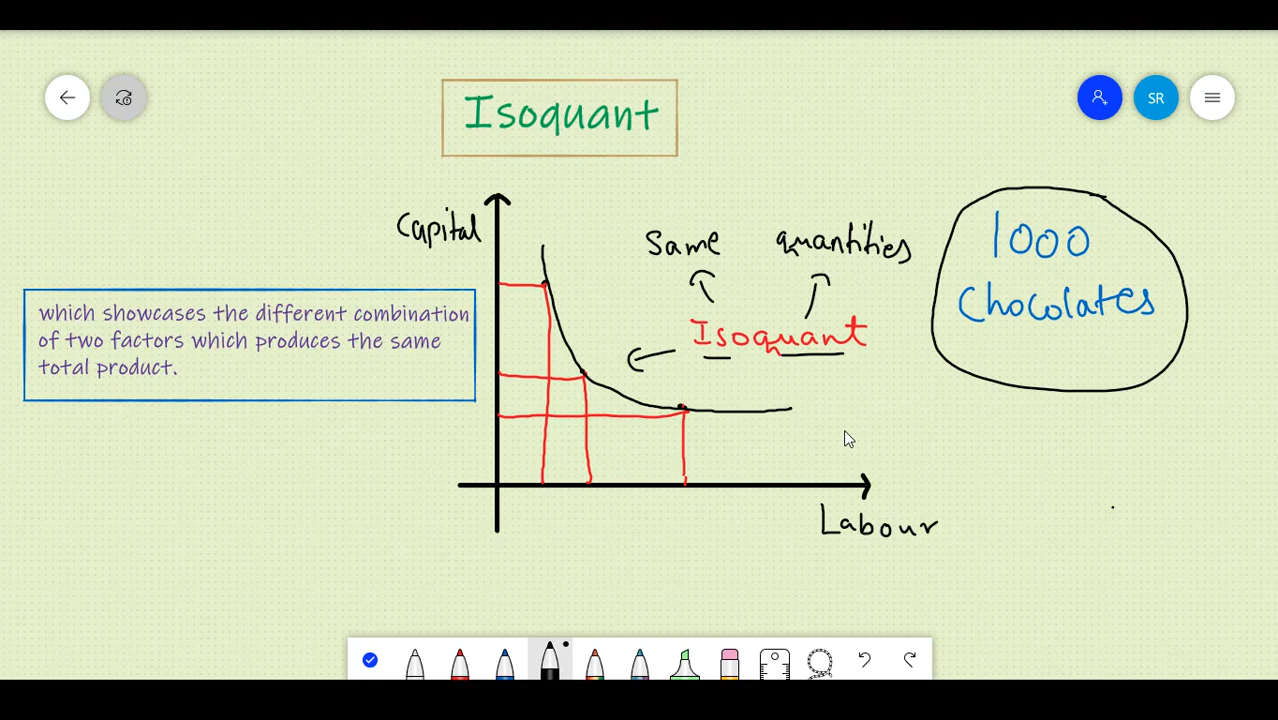 Isoquant
SR
Capital
Same quantities
1000
Chocolates
which showcases the different combination
of two factors which produces the same
total product.
Isoquant
Labour